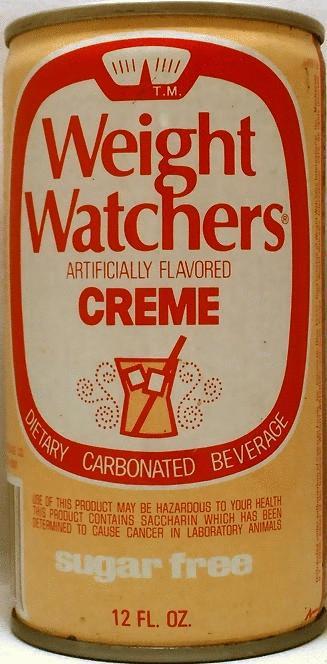 T.M.
Weight
Watchers®
ARTIFICIALLY FLAVORED
CREME
DIETARY CARBONATED BEVERAGE
USE OF THIS PRODUCT MAY BE HAZARDOUS TO YOUR HEALTH
THIS PRODUCT CONTAINS SACCHARIN WHICH HAS BEEN
DETERMINED TO CAUSE CANCER IN LABORATORY ANIMALS
sugar free
12 FL. OZ.